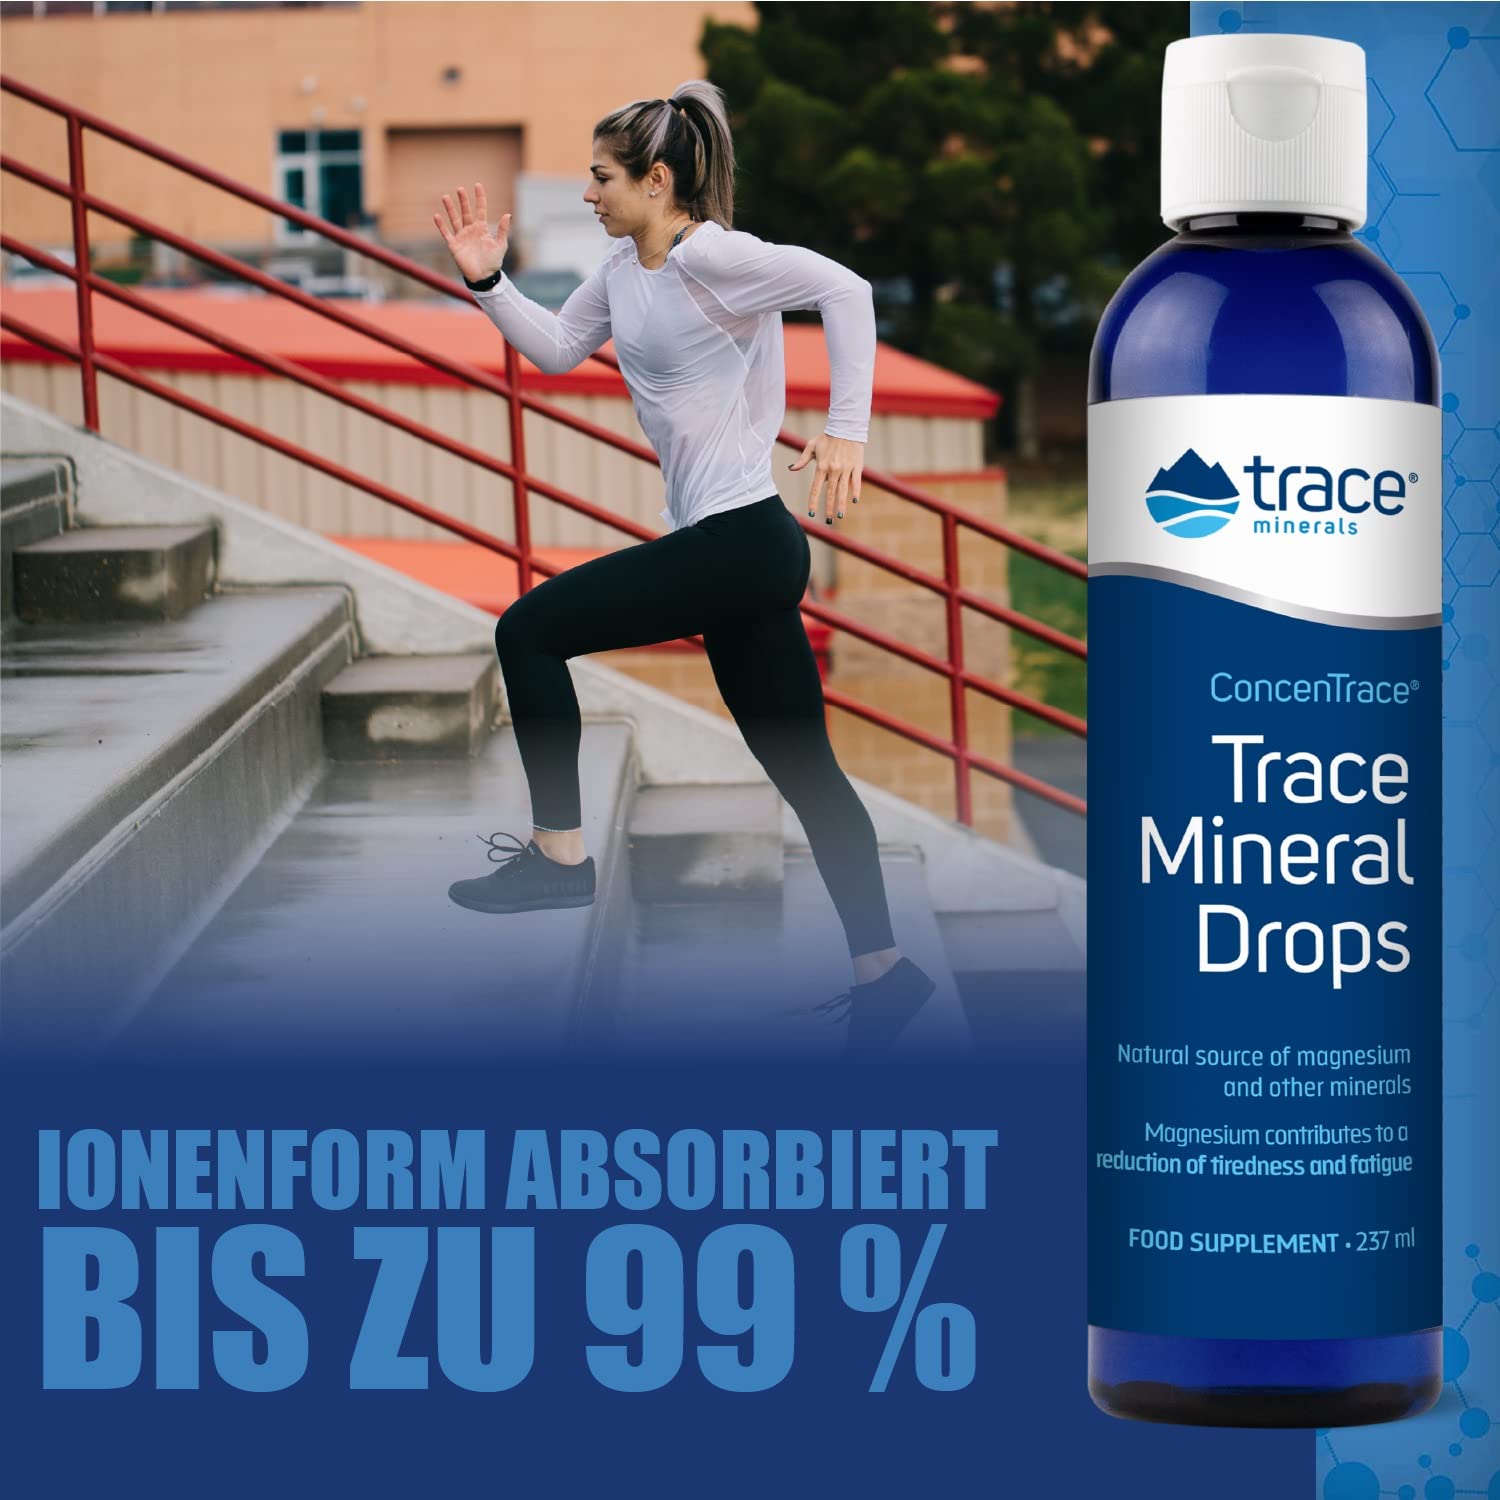 trace®
minerals
ConcenTrace®
Trace
Mineral
Drops
Natural source of magnesium
and other minerals
Magnesium contributes to a
reduction of tiredness and fatigue
FOOD SUPPLEMENT • 237 ml
IONENFORM ABSORBIERT
BIS ZU 99 %